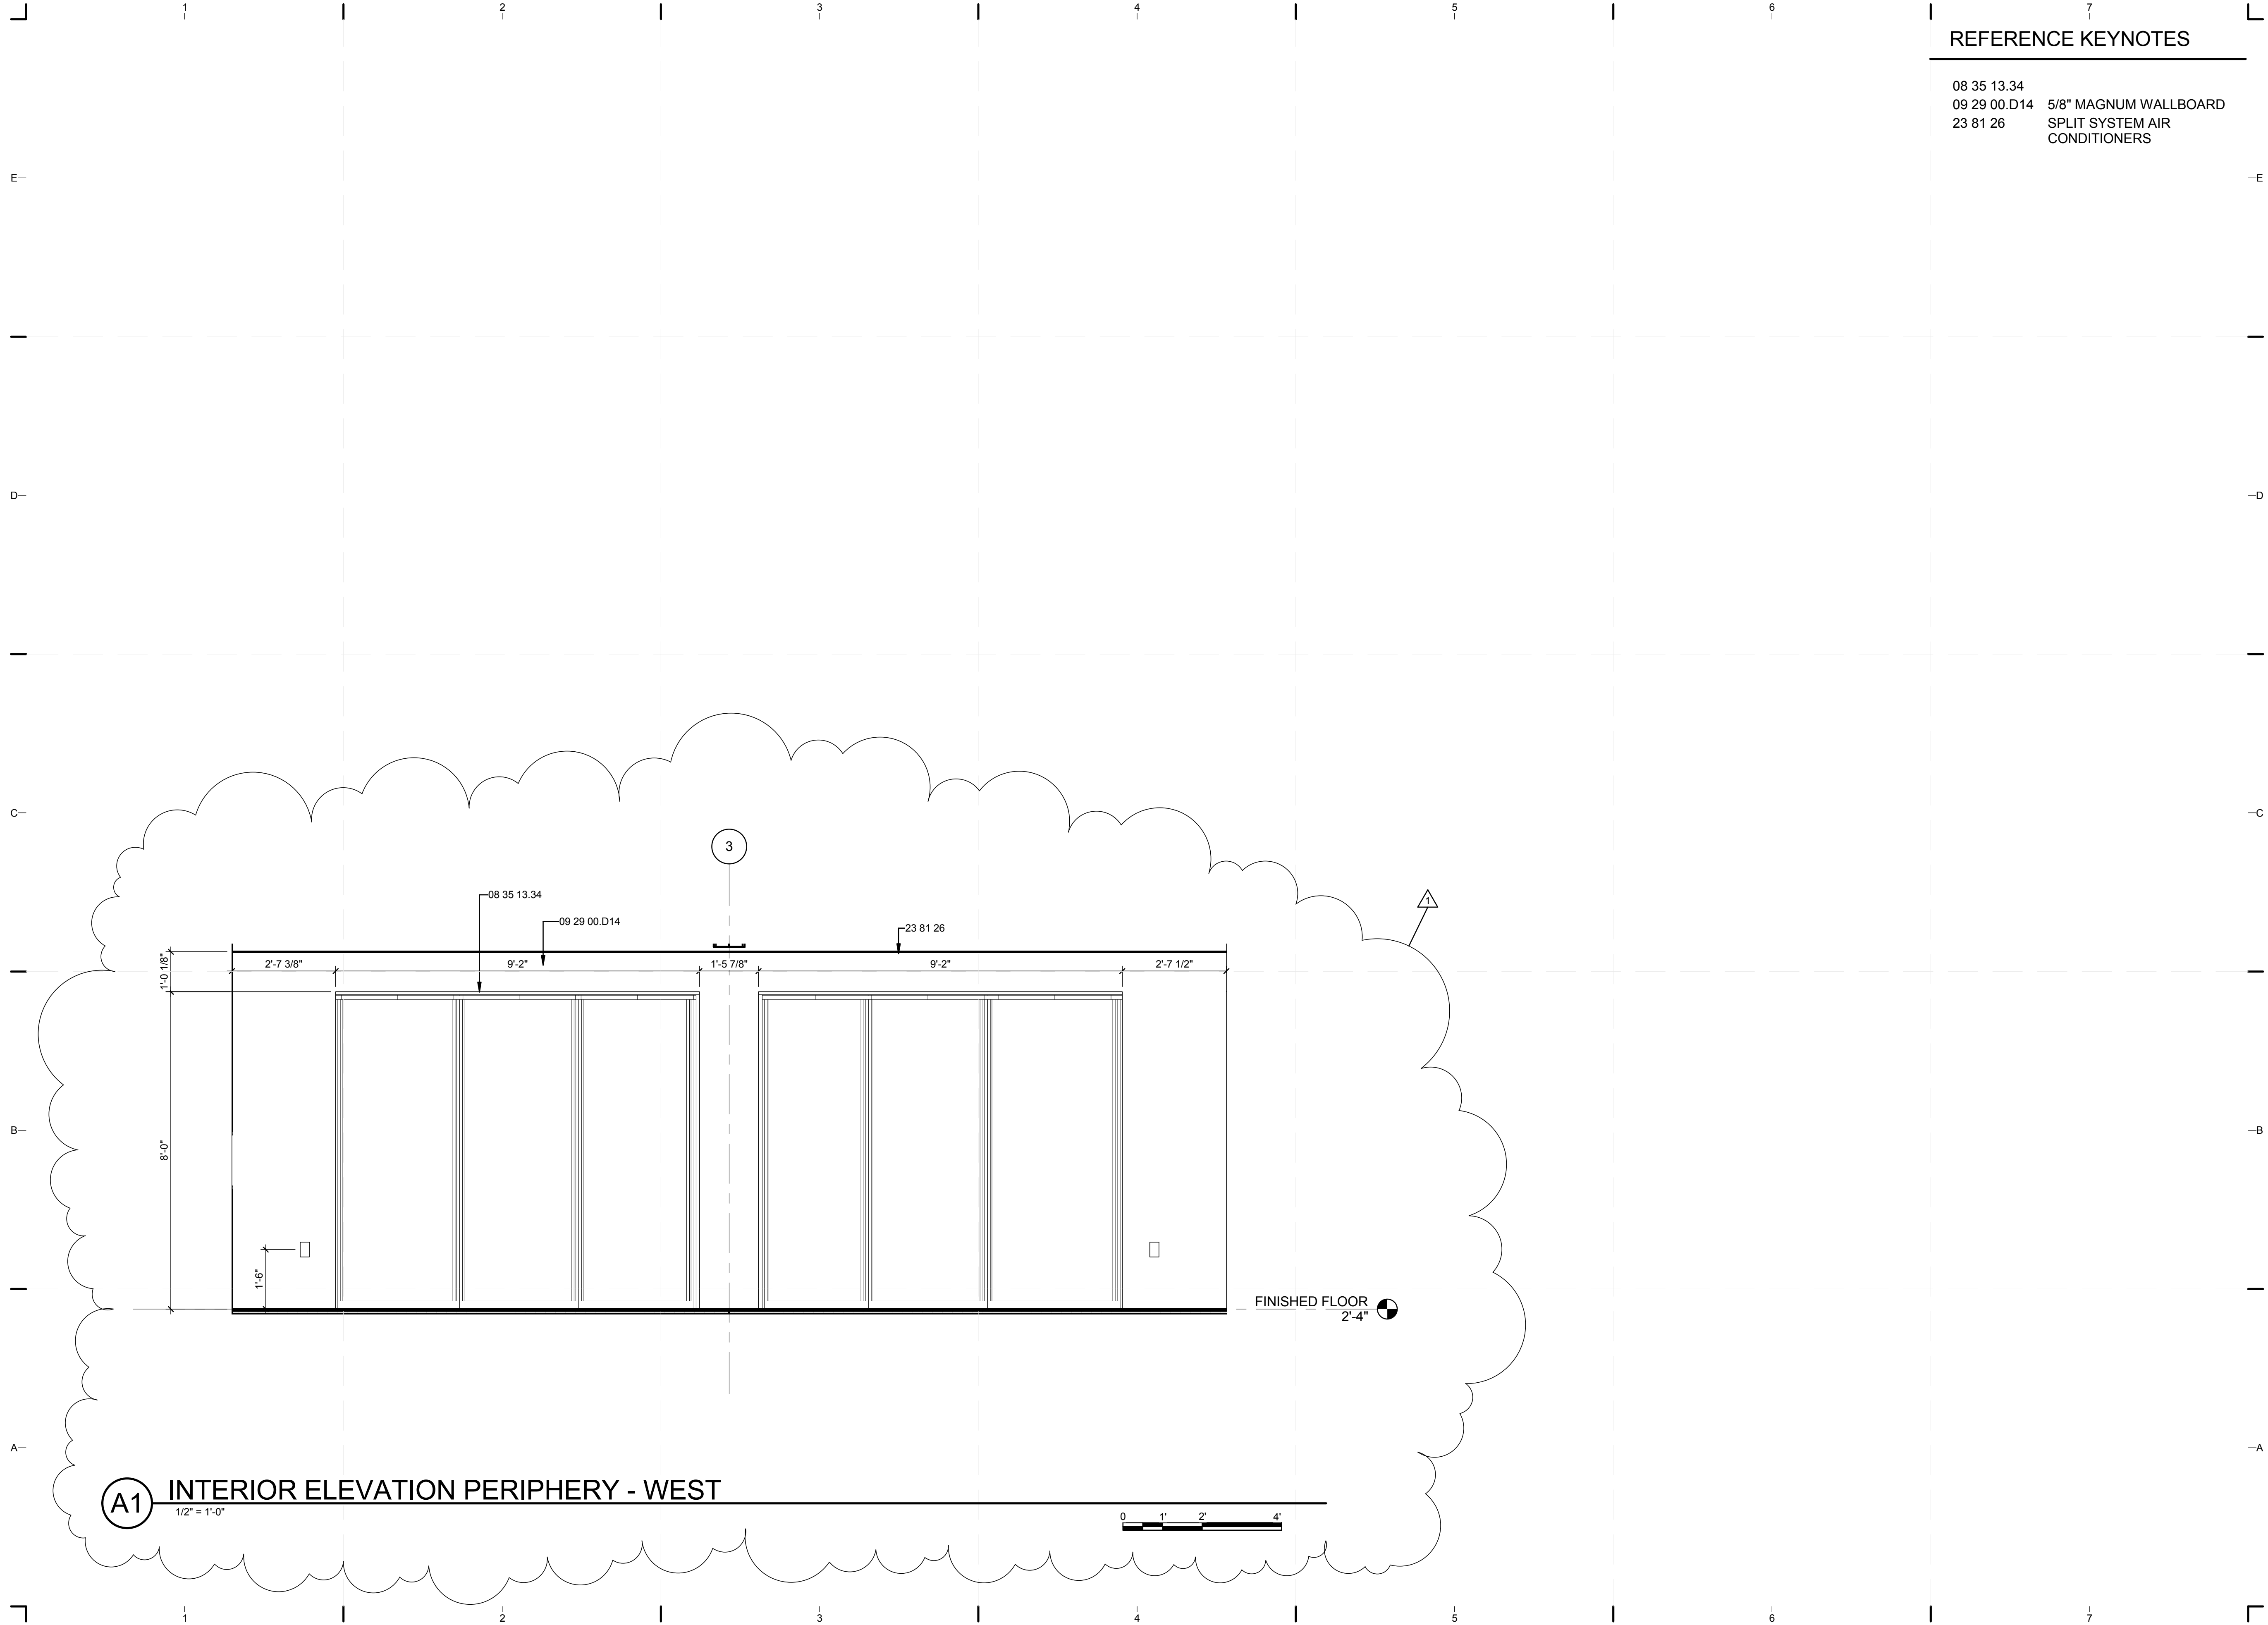 1 2 3 4 5 6 7
REFERENCE KEYNOTES
08 35 13.34
09 29 00.D14 5/8" MAGNUM WALLBOARD
23 81 26 SPLIT SYSTEM AIR
CONDITIONERS
E E
D D
C C
3
08 35 13.34
1
09 29 00.D14
23 81 26
1'-0 1/8"
2'-7 3/8" 9'-2" 1'-5 7/8" 9'-2" 2'-7 1/2"
B B
8'-0"
1'-6"
FINISHED FLOOR
2'-4"
A A
A1 INTERIOR ELEVATION PERIPHERY - WEST
1/2" = 1'-0"
0 1' 2' 4'
1 2 3 4 5 6 7